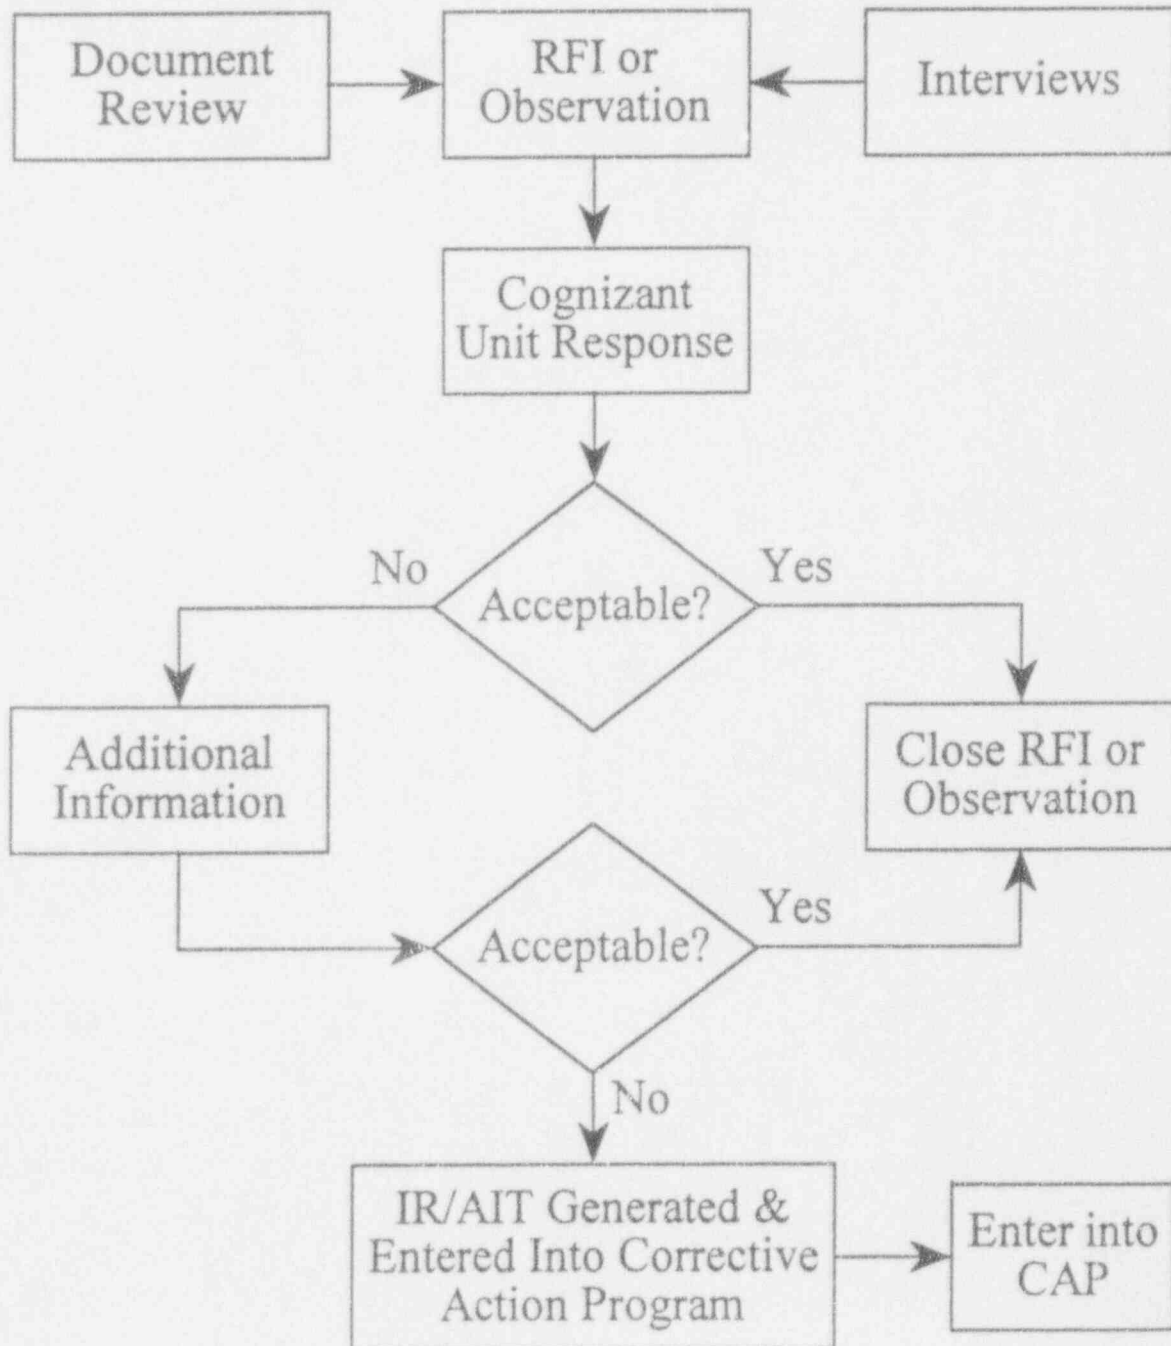 Document
Review
RFI or
Observation
Interviews
Cognizant
Unit Response
No
Acceptable?
Yes
Additional
Information
Close RFI or
Observation
Acceptable?
Yes
No
IR/AIT Generated &
Entered Into Corrective
Action Program
Enter into
CAP